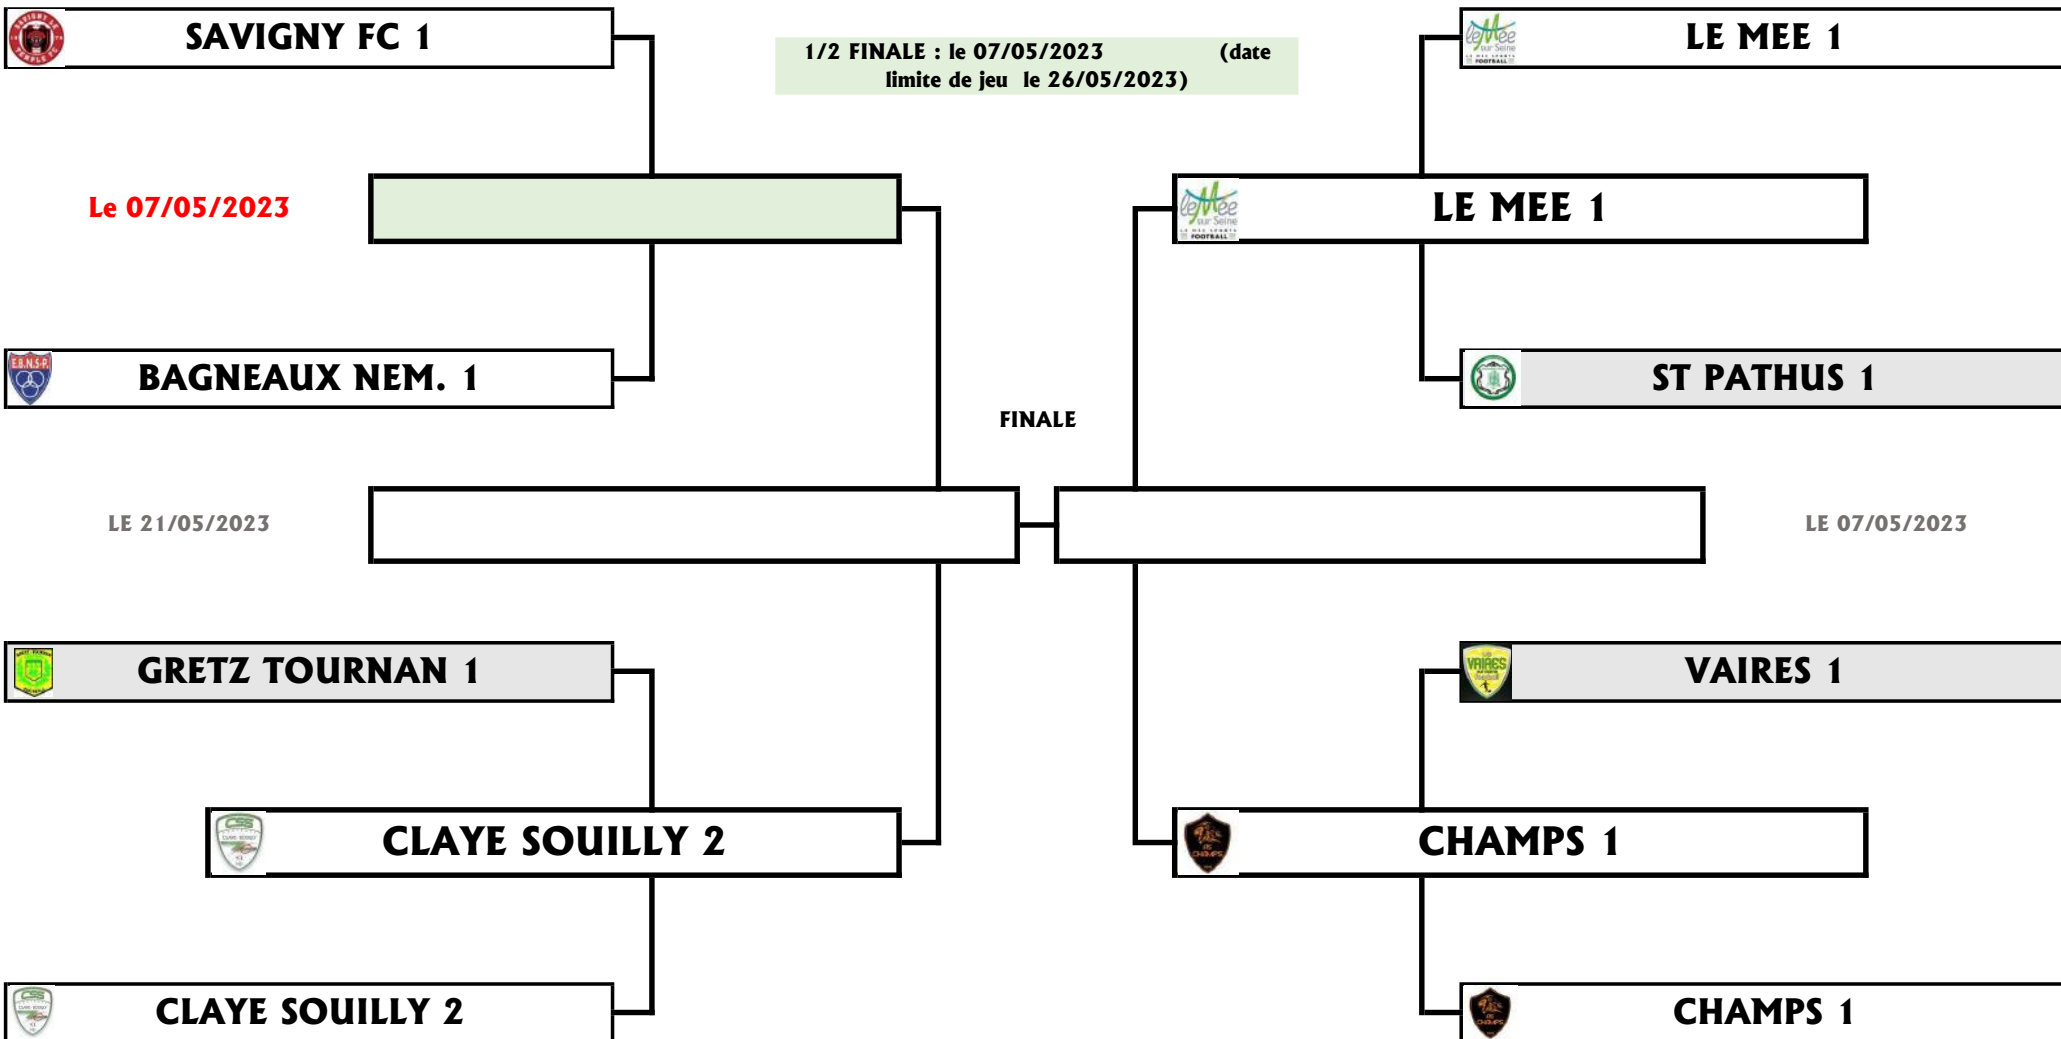 SAVIGNY FC 1
1/2 FINALE : le 07/05/2023 (date
limite de jeu le 26/05/2023)
LE MEE 1
Le 07/05/2023
LE MEE 1
BAGNEAUX NEM. 1
ST PATHUS 1
FINALE
LE 21/05/2023
LE 07/05/2023
GRETZ TOURNAN 1
VAIRES 1
CLAYE SOUILLY 2
CHAMPS 1
CLAYE SOUILLY 2
CHAMPS 1